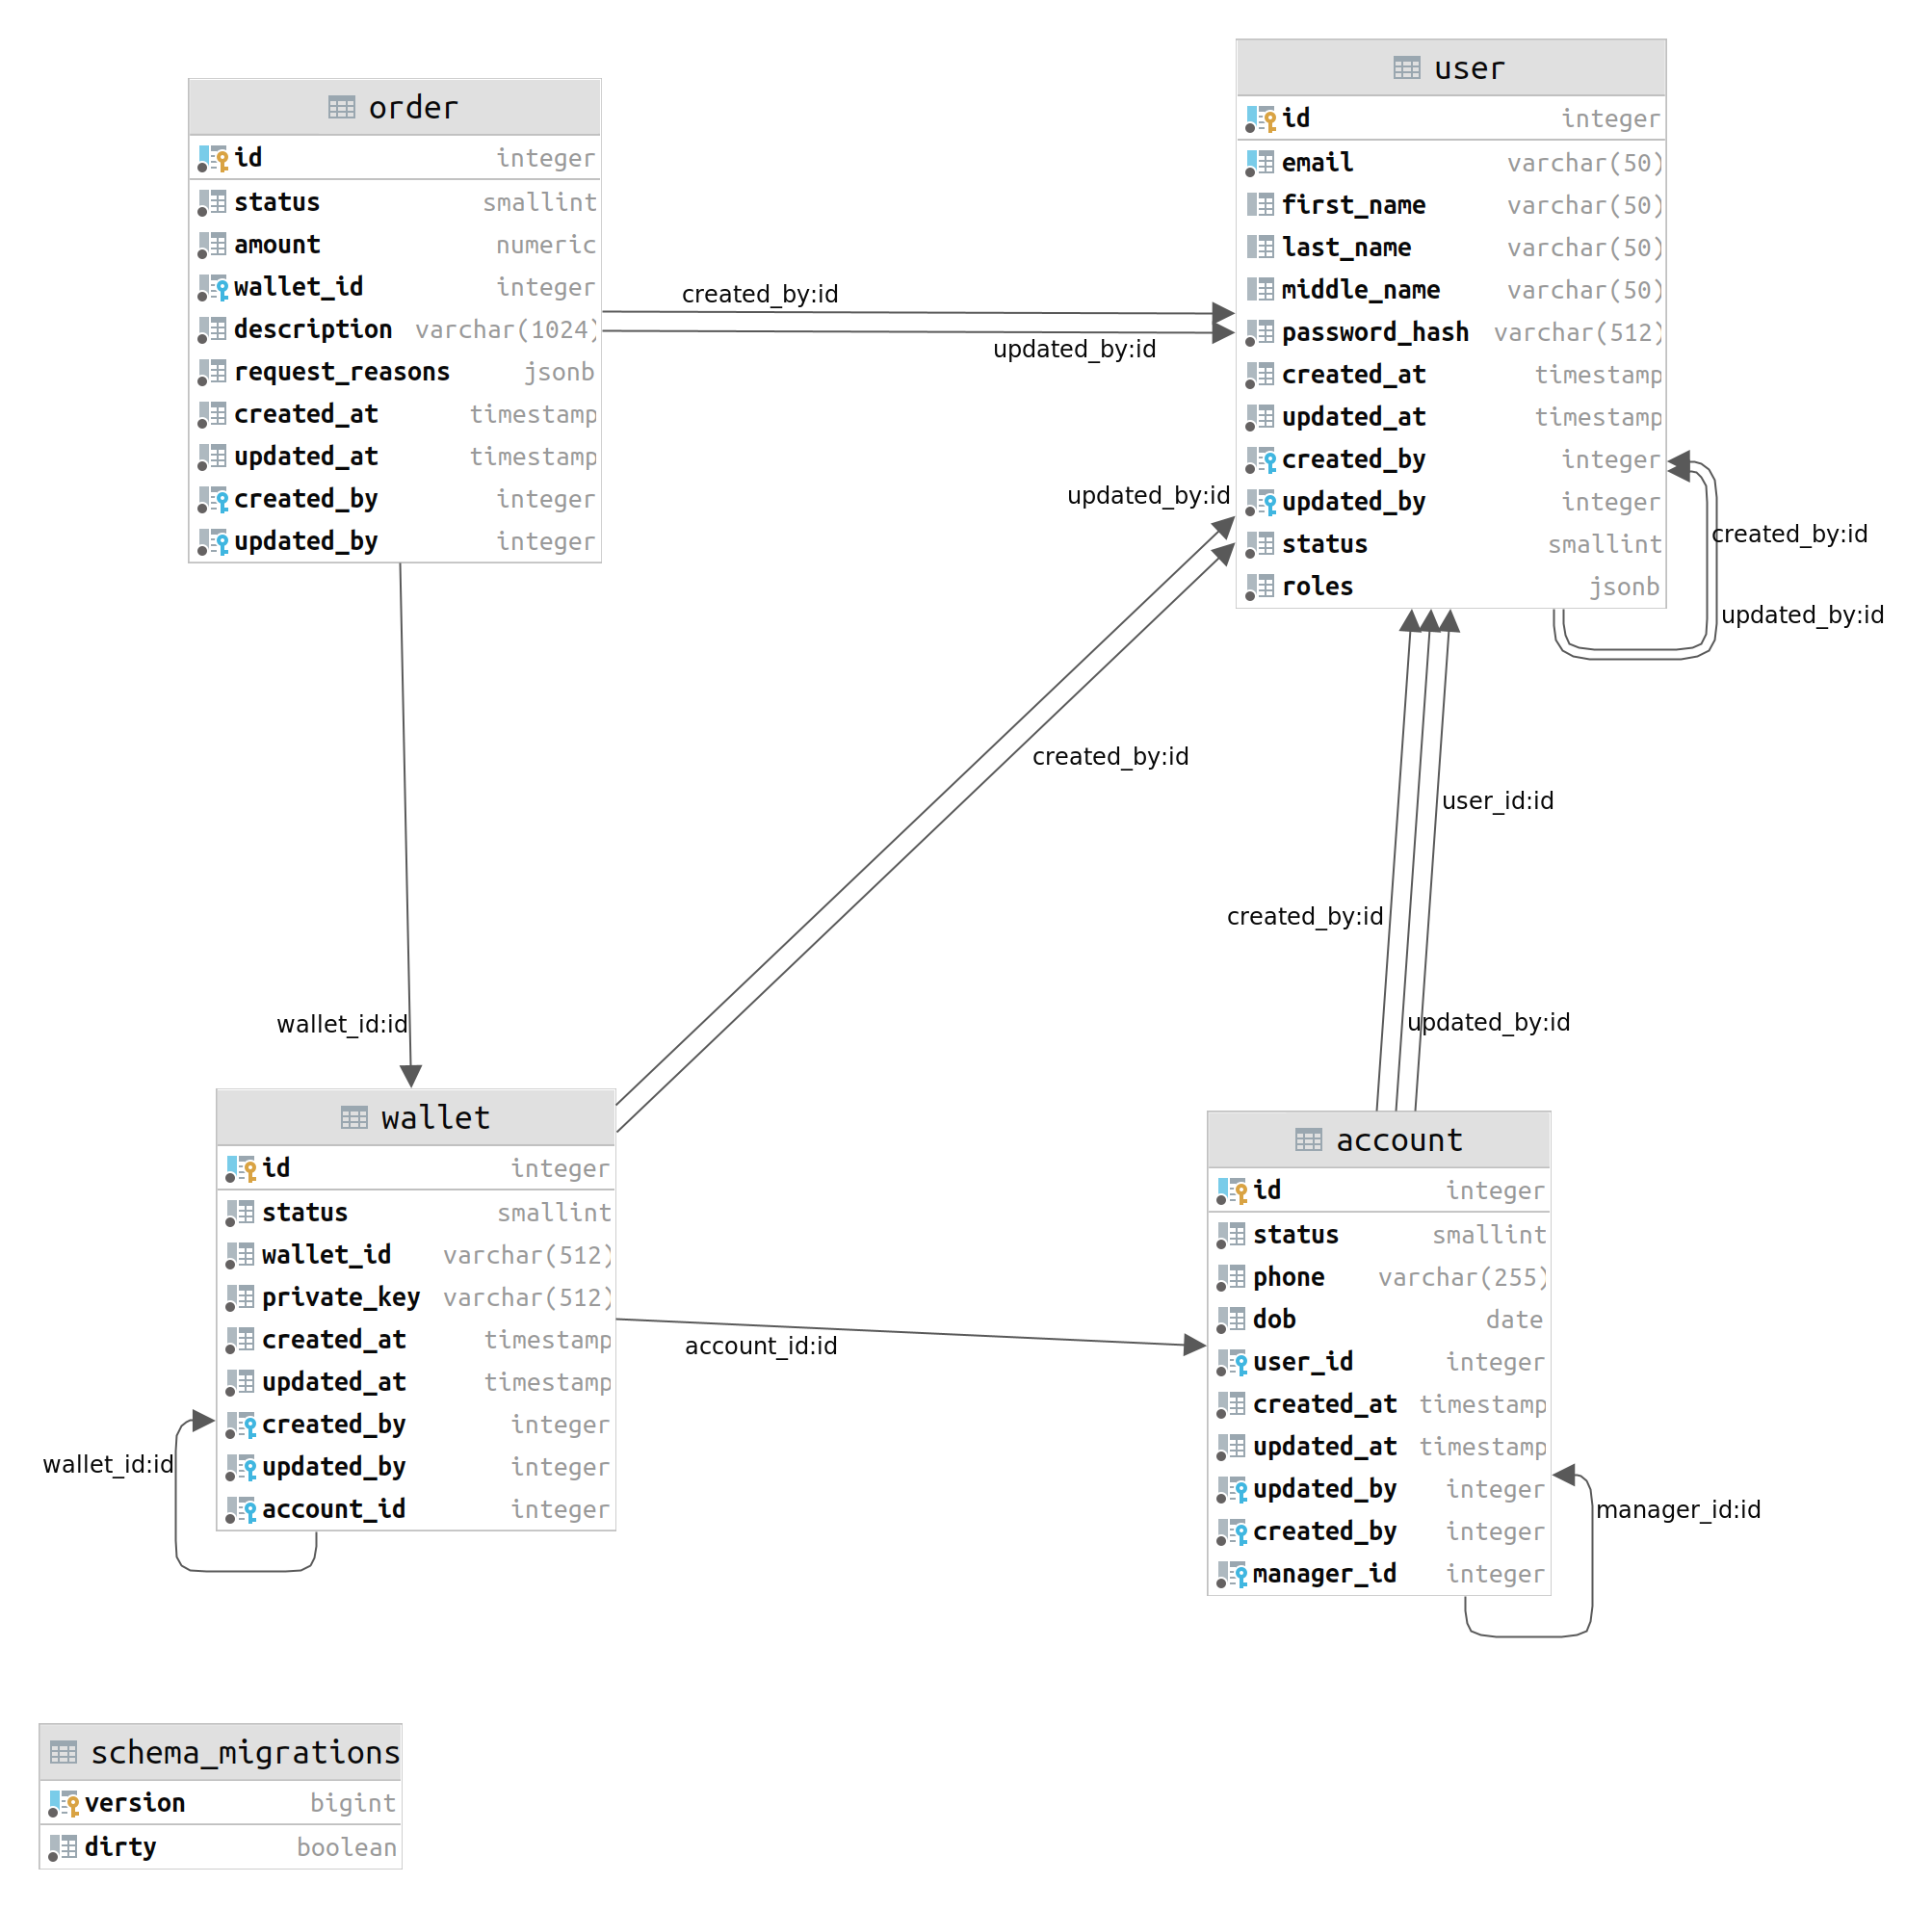 order
id integer
status smallint
amount numeric
wallet_id integer
description varchar(1024)
request_reasons jsonb
created_at timestamp
updated_at timestamp
created_by integer
updated_by integer
user
id integer
email varchar(50)
first_name varchar(50)
last_name varchar(50)
middle_name varchar(50)
password_hash varchar(512)
created_at timestamp
updated_at timestamp
created_by integer
updated_by integer
status smallint
roles jsonb
created_by:id
updated_by:id
updated_by:id
created_by:id
created_by:id
updated_by:id
user_id:id
created_by:id
updated_by:id
wallet_id:id
wallet
id integer
status smallint
wallet_id varchar(512)
private_key varchar(512)
created_at timestamp
updated_at timestamp
created_by integer
updated_by integer
account_id integer
wallet_id:id
account_id:id
account
id integer
status smallint
phone varchar(255)
dob date
user_id integer
created_at timestamp
updated_at timestamp
updated_by integer
created_by integer
manager_id integer
manager_id:id
schema_migrations
version bigint
dirty boolean